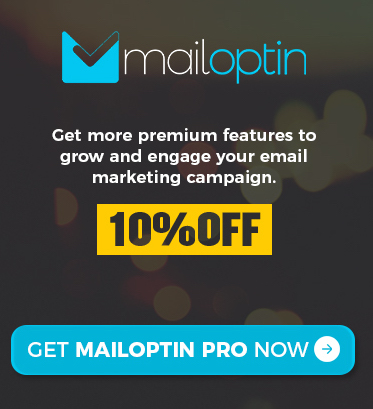 mailoptin
Get more premium features to
grow and engage your email
marketing campaign.
10%OFF
GET MAILOPTIN PRO NOW